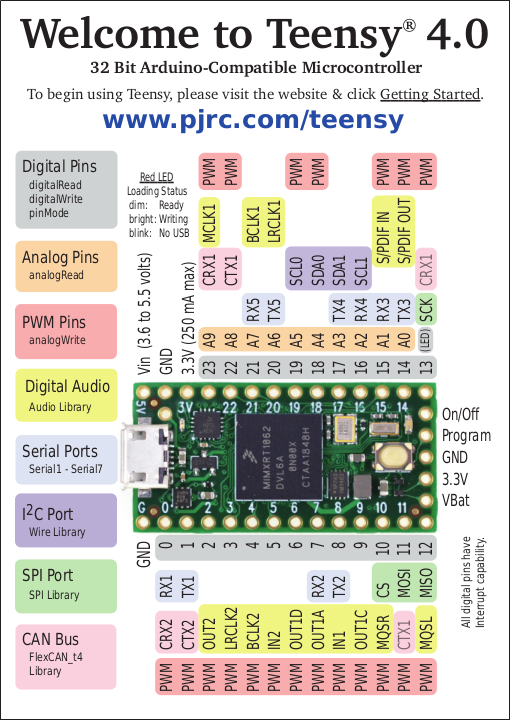 Welcome to Teensy® 4.0
32 Bit Arduino-Compatible Microcontroller
To begin using Teensy, please visit the website & click Getting Started.
www.pjrc.com/teensy
Digital Pins
digitalRead
digitalWrite
pinMode
Analog Pins
analogRead
PWM Pins
analogWrite
Digital Audio
Audio Library
Serial Ports
Serial1 - Serial7
I2C Port
Wire Library
SPI Port
SPI Library
CAN Bus
FlexCAN_t4
Library
Red LED
Loading Status
dim: Ready
bright: Writing
blink: No USB
PWM PWM PWM PWM PWM PWM PWM
MCLK1 BCLK1 LRCLK1 S/PDIF IN S/PDIF OUT
CRX1 CTX1 SCL0 SDA0 SDA1 SCL1 CRX1
RX5 TX5 TX4 RX4 RX3 TX3 SCK
A9 A8 A7 A6 A5 A4 A3 A2 A1 A0 (LED)
Vin (3.6 to 5.5 volts) GND 3.3V (250 mA max) 23 22 21 20 19 18 17 16 15 14 13
5V 3V 22 21 20 19 18 17 16 15 14
MIMXRT1062
DVL6A
0N00X
CTAA1848H
G 0 1 2 3 4 5 6 7 8 9 10 11
On/Off
Program
GND
3.3V
VBat
GND 0 1 2 3 4 5 6 7 8 9 10 11 12
RX1 TX1 RX2 TX2 CS MOSI MISO
CRX2 CTX2 OUT2 LRCLK2 BCLK2 IN2 OUT1D OUT1A IN1 OUT1C MQSR CTX1 MQSL
PWM PWM PWM PWM PWM PWM PWM PWM PWM PWM PWM PWM PWM
All digital pins have
Interrupt capability.